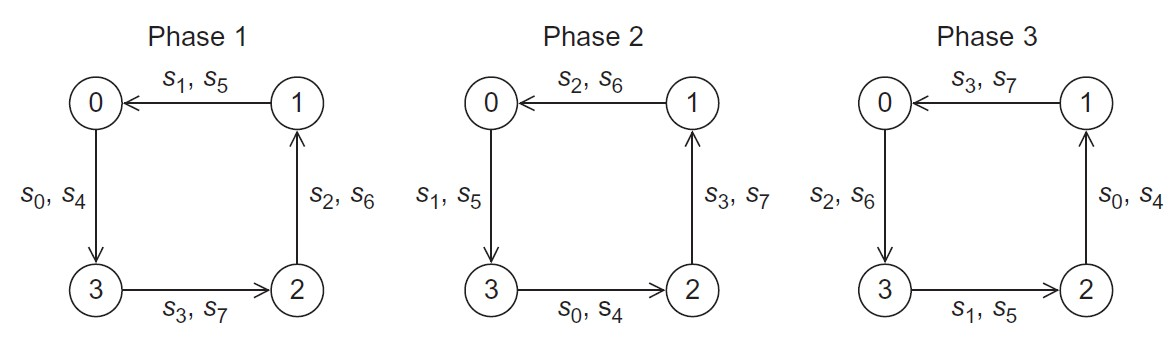 Phase 1
Phase 2
Phase 3
s1, s5
s2, s6
s3, s7
0
1
0
1
0
1
s0, s4
s2, s6
s1, s5
s3, s7
s2, s6
s0, s4
3
2
3
2
3
2
s3, s7
s0, s4
s1, s5